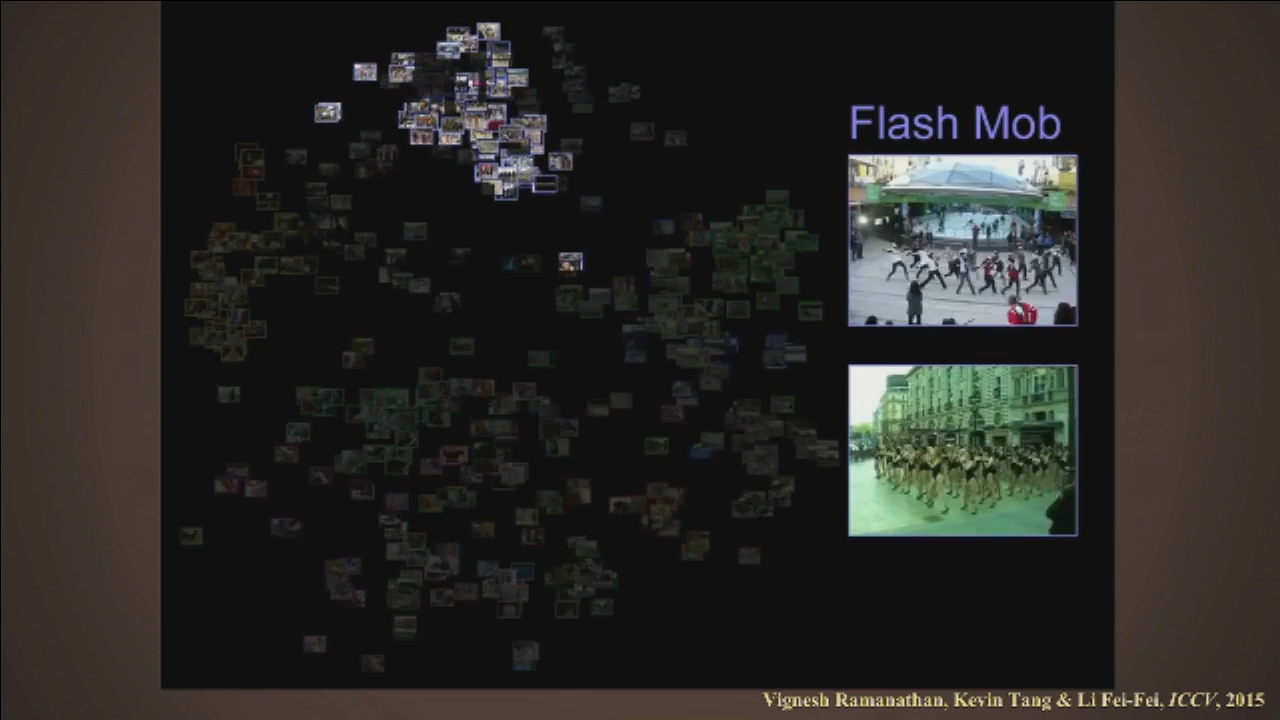 Flash Mob
Vignesh Ramanathan, Kevin Tang & Li Fei-Fei, ICCV, 2015